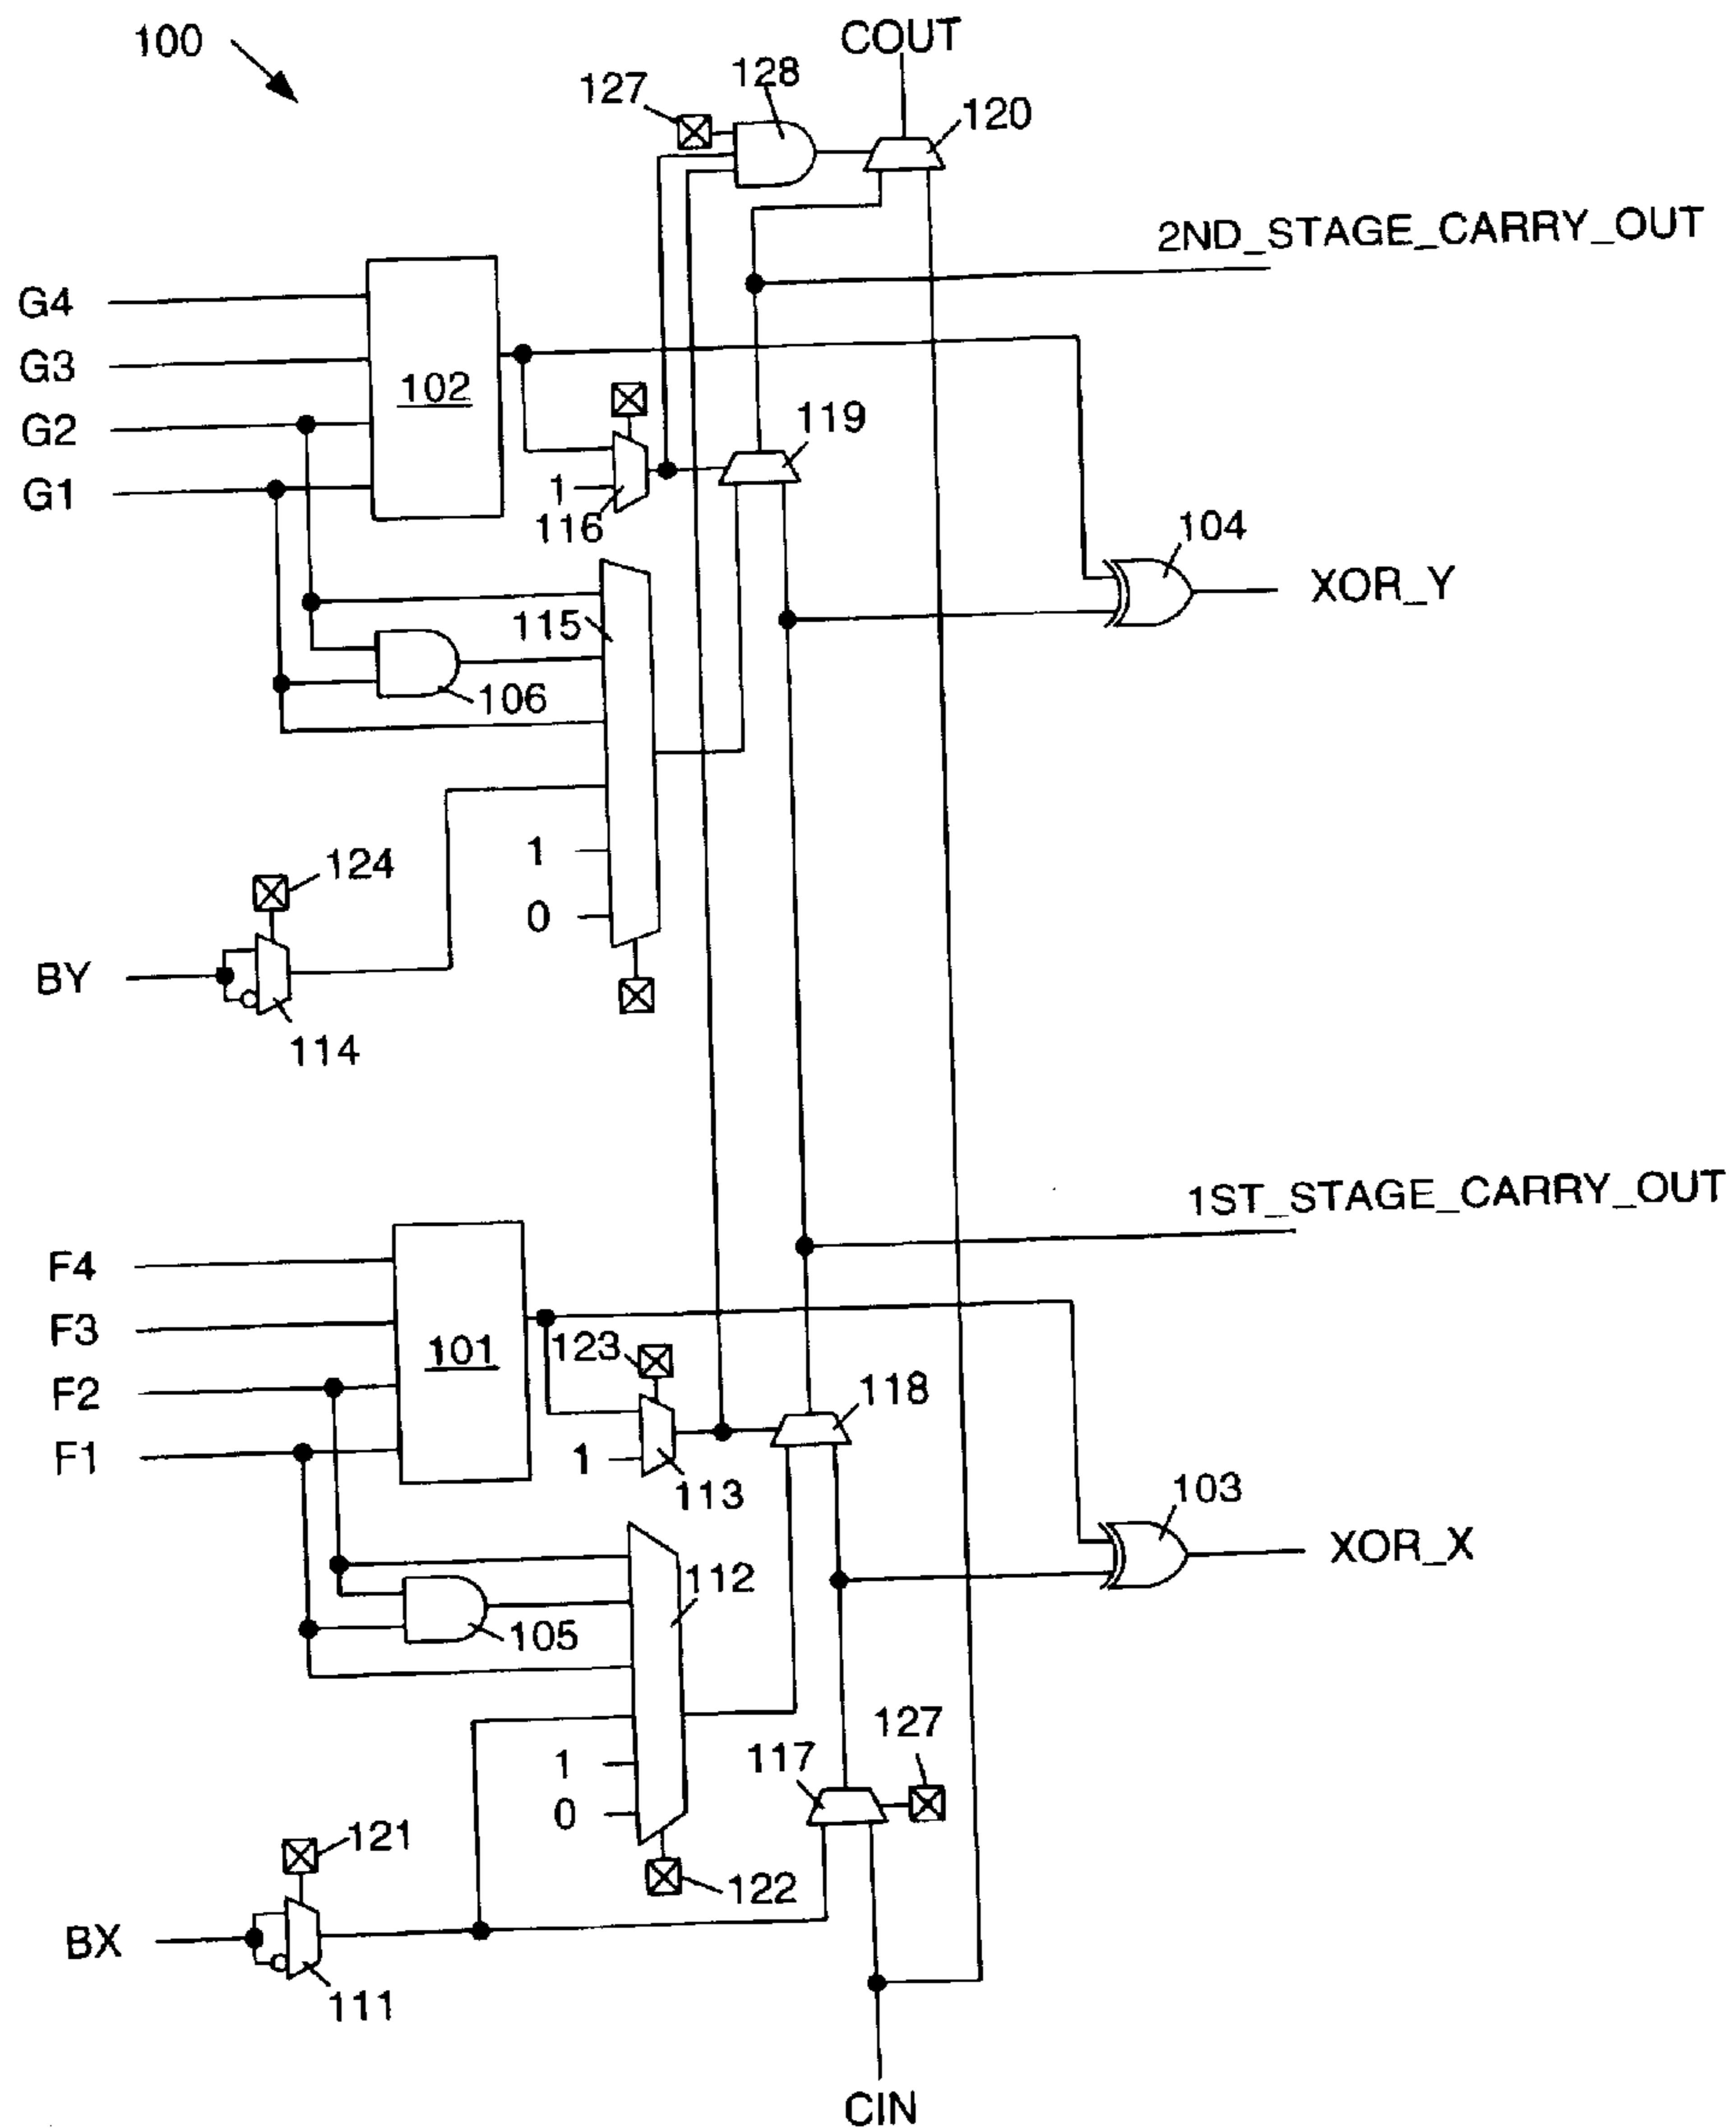 100
COUT
127
128
120
2ND_STAGE_CARRY_OUT
G4
G3
G2
G1
102
119
1
116
104
XOR_Y
115
106
1
0
124
BY
114
1ST_STAGE_CARRY_OUT
F4
F3
F2
F1
101
123
118
1
113
103
XOR_X
112
105
1
0
117
127
121
122
BX
111
CIN